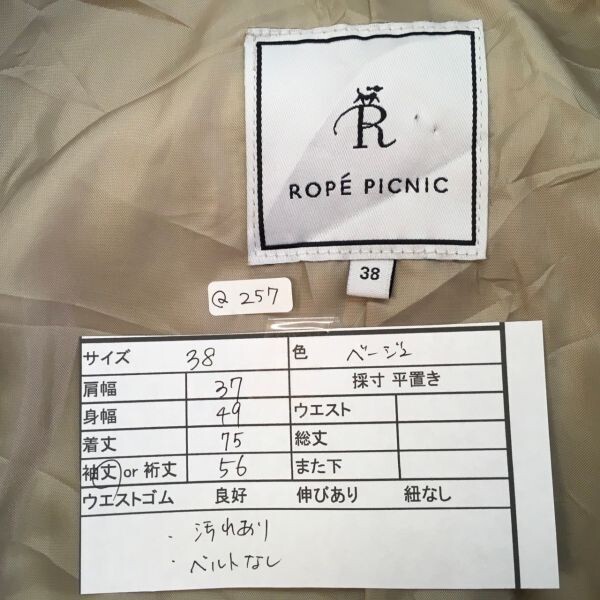 R
ROPÉ PICNIC
38
Q 257
サイズ 38 色 ベージュ
肩幅 37 採寸 平置き
身幅 49 ウエスト
着丈 75 総丈
袖丈 or 裄丈 56 また下
ウエストゴム 良好 伸びあり 紐なし
・汚れあり
・ベルトなし